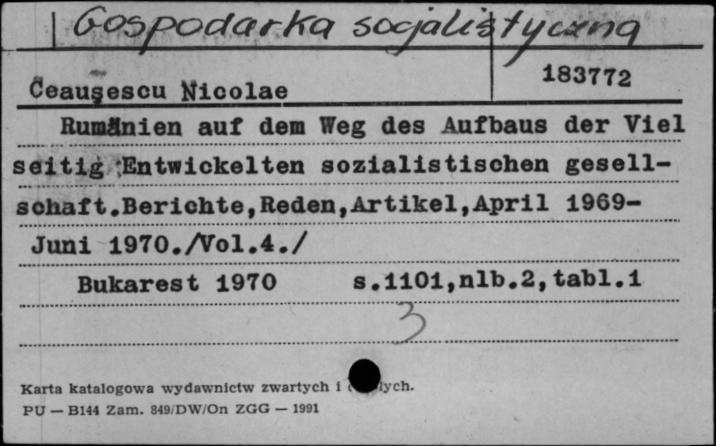 Gospodarka socjalistyczna
183772
Ceauşescu Nicolae
Rumänien auf dem Weg des Aufbaus der Viel
seitig Entwickelten sozialistischen gesell-
schaft.Berichte,Reden,Artikel,April 1969-
Juni 1970./Vol.4./
Bukarest 1970 s.1101,nlb.2,tabl.1
3
Karta katalogowa wydawnictw zwartych i
PU — B144 Zam. 849/DW/On ZGG — 1991